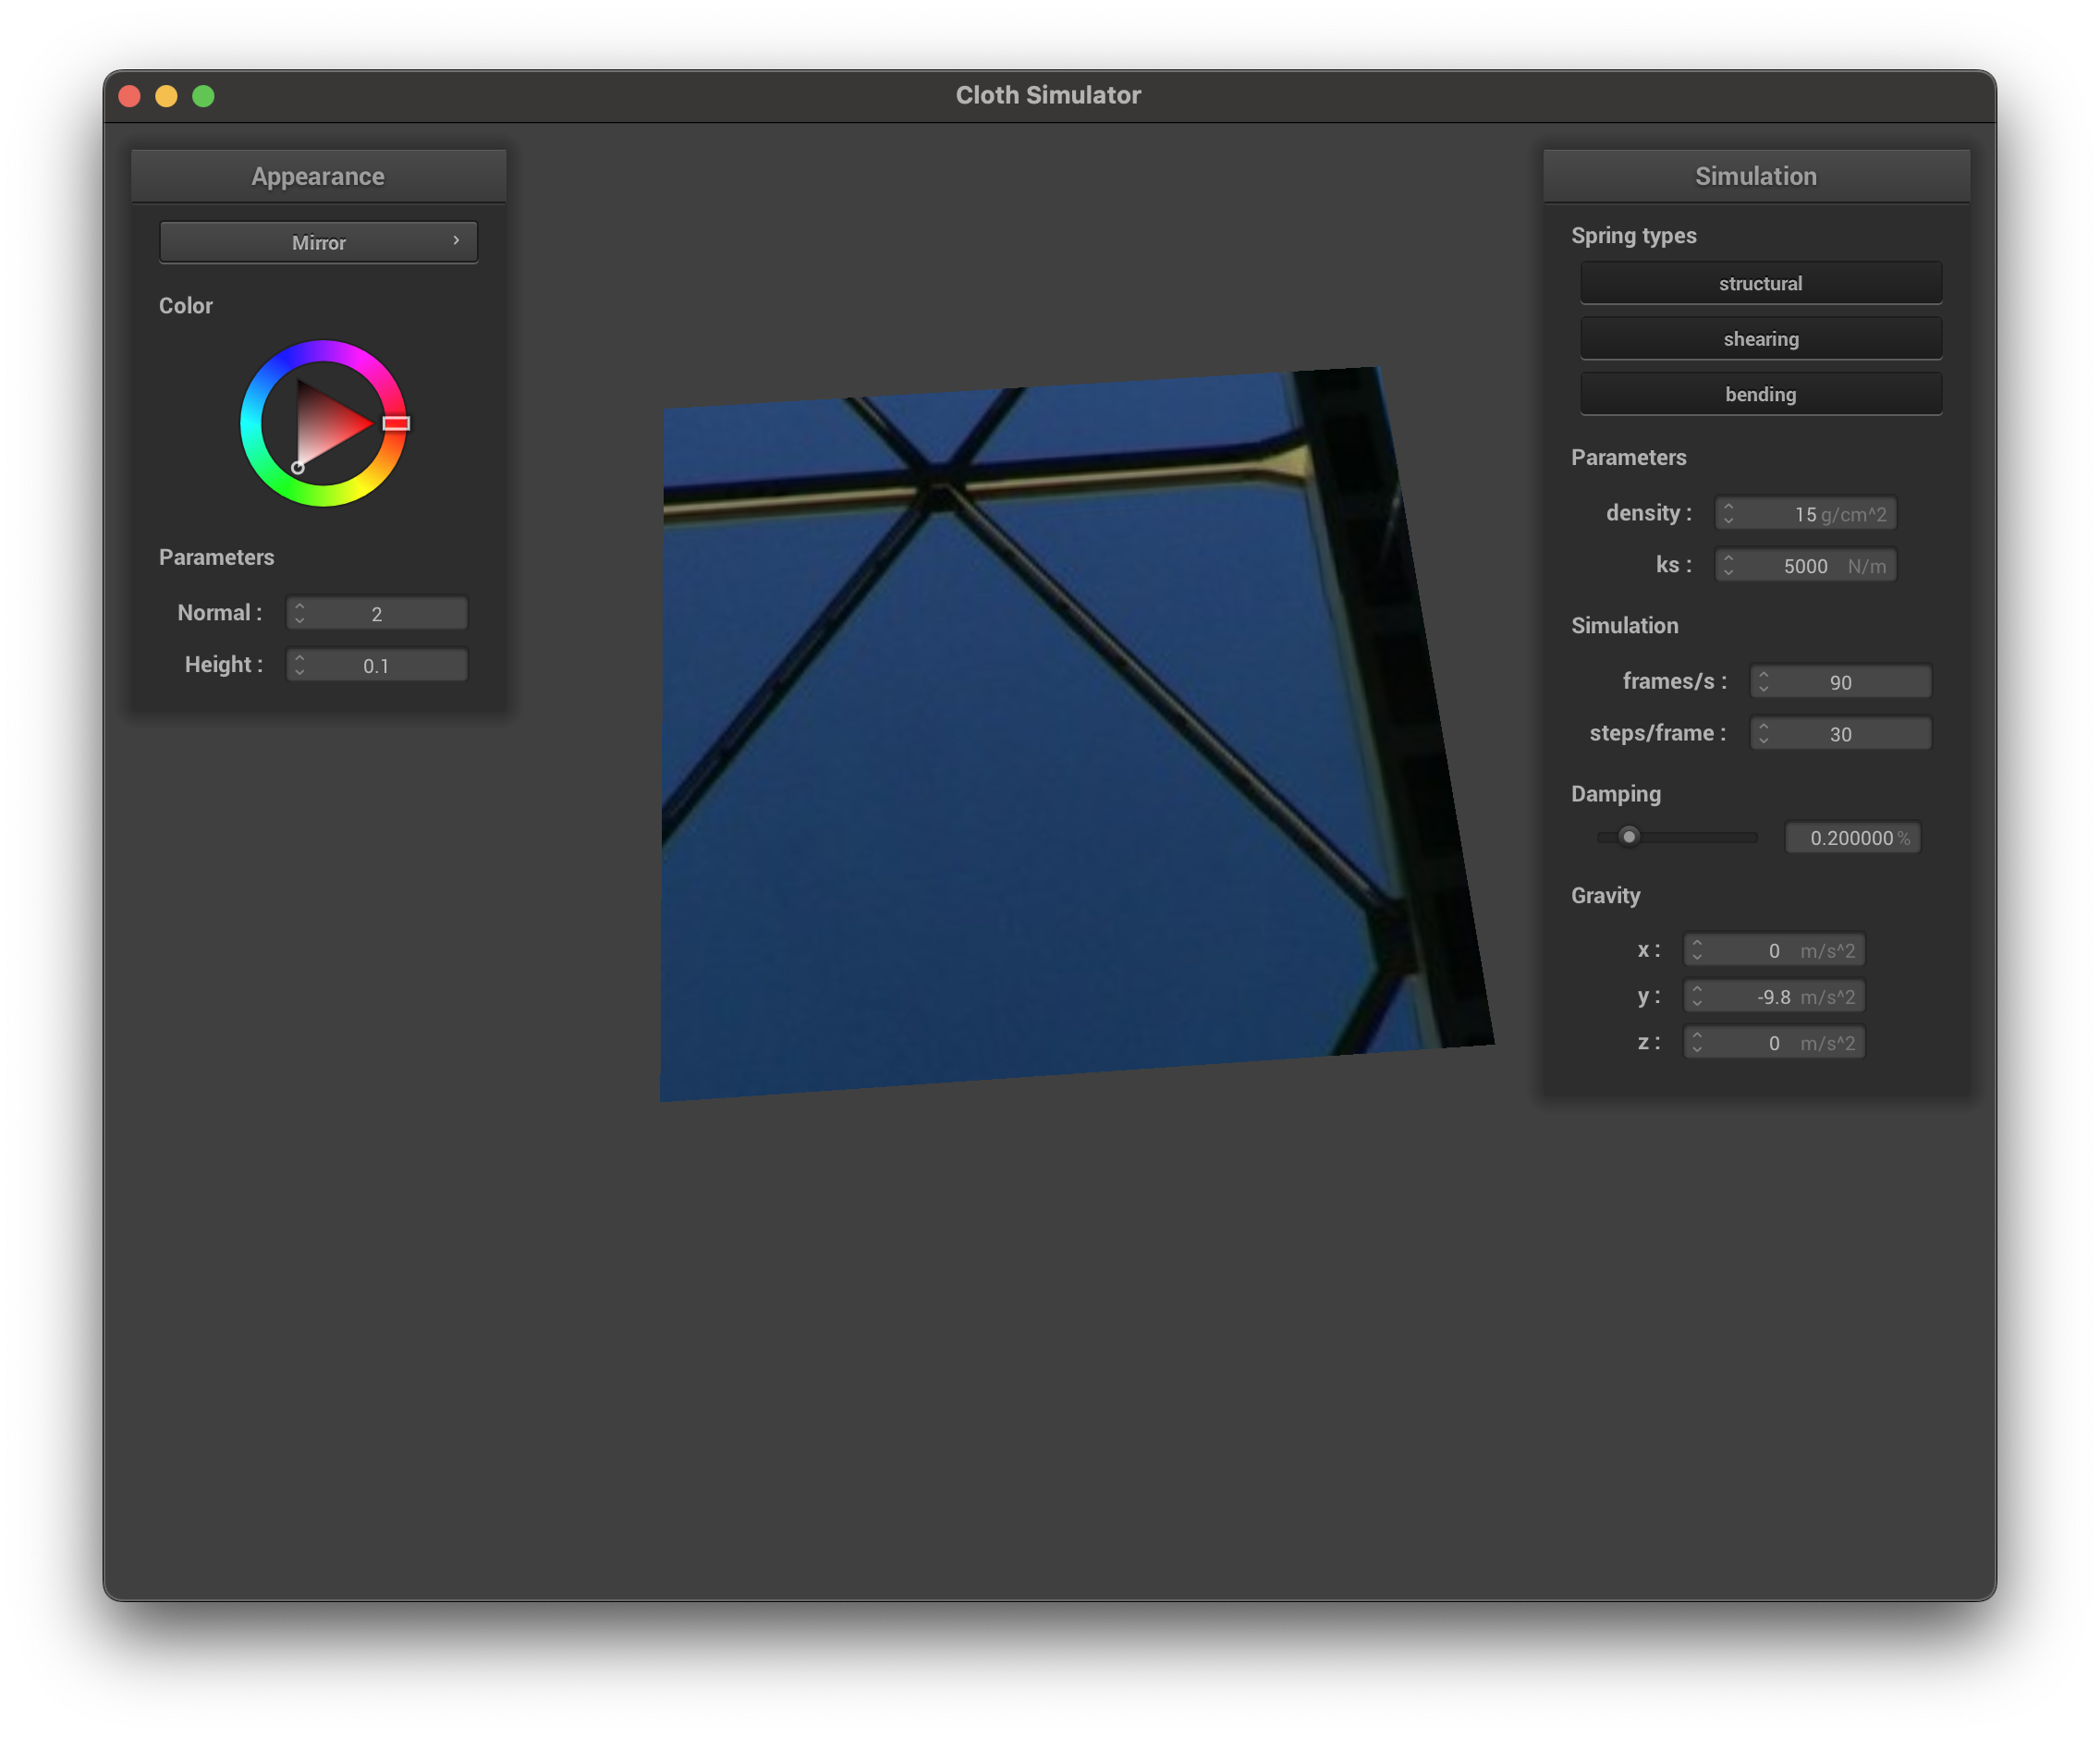 Cloth Simulator
Appearance
Mirror
Color
Parameters
Normal : 2
Height : 0.1
Simulation
Spring types
structural
shearing
bending
Parameters
density : 15 g/cm^2
ks : 5000 N/m
Simulation
frames/s : 90
steps/frame : 30
Damping
0.200000 %
Gravity
x : 0 m/s^2
y : -9.8 m/s^2
z : 0 m/s^2